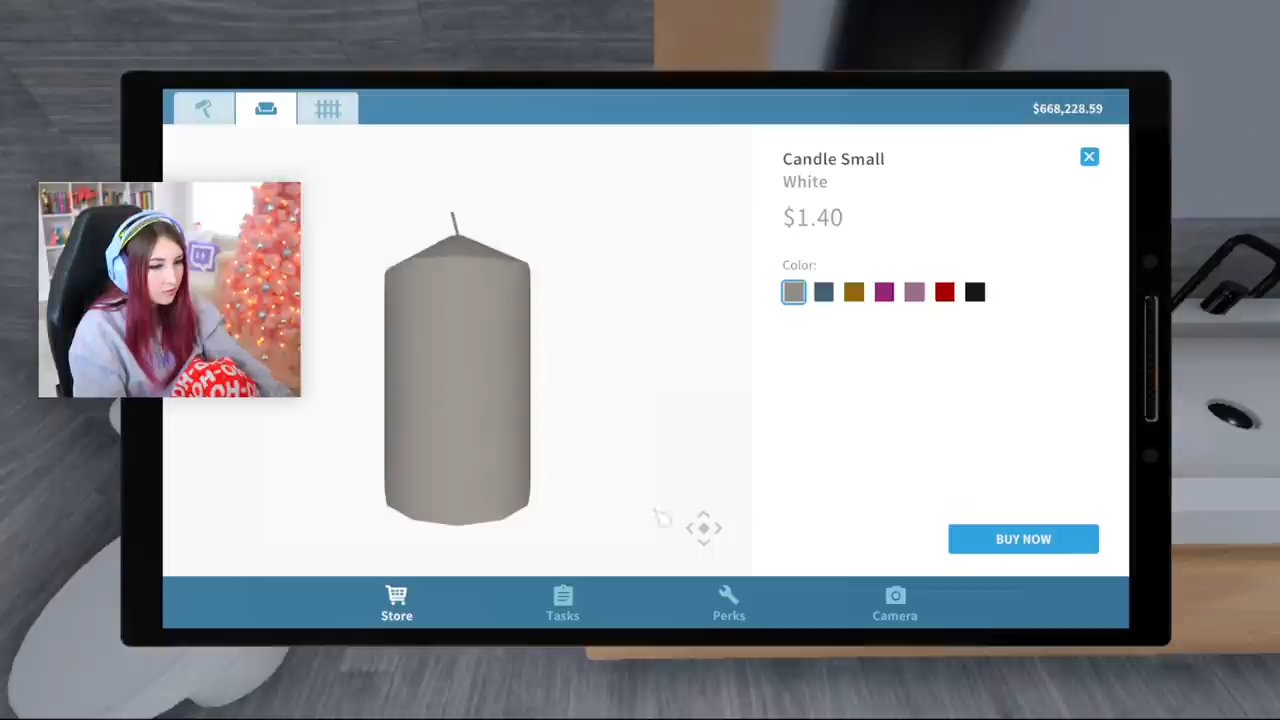 $668,228.59
Candle Small
White
$1.40
Color:
BUY NOW
Store
Tasks
Perks
Camera